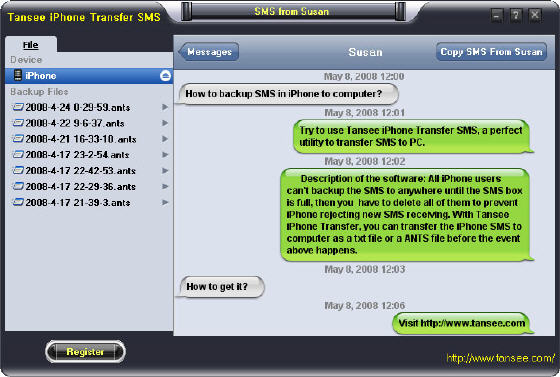 Tansee iPhone Transfer SMS
SMS from Susan
File
Device
iPhone
Backup Files
2008-4-24 0-29-59.ants
2008-4-22 9-6-37.ants
2008-4-21 16-33-10.ants
2008-4-17 23-2-54.ants
2008-4-17 22-42-53.ants
2008-4-17 22-29-36.ants
2008-4-17 21-39-3.ants
Messages
Susan
Copy SMS From Susan
May 8, 2008 12:00
How to backup SMS in iPhone to computer?
May 8, 2008 12:01
Try to use Tansee iPhone Transfer SMS, a perfect
utility to transfer SMS to PC.
May 8, 2008 12:02
Description of the software: All iPhone users
can't backup the SMS to anywhere until the SMS box
is full, then you have to delete all of them to prevent
iPhone rejecting new SMS receiving. With Tansee
iPhone Transfer, you can transfer the iPhone SMS to
computer as a txt file or a ANTS file before the event
above happens.
May 8, 2008 12:03
How to get it?
May 8, 2008 12:06
Visit http://www.tansee.com
Register
http://www.tansee.com